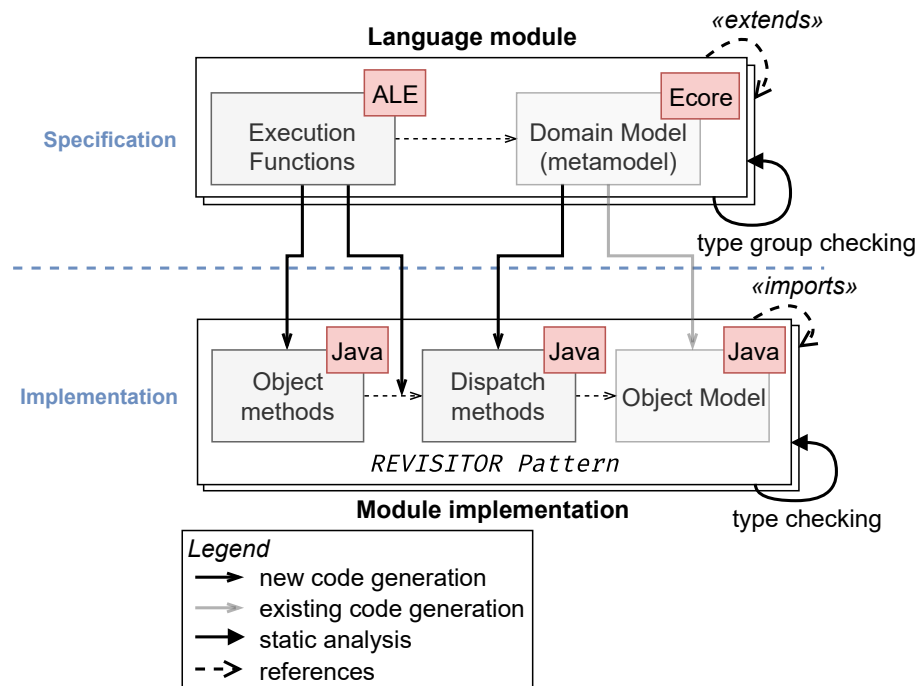 «extends»
Language module
ALE
Ecore
Specification
Execution
Functions
Domain Model
(metamodel)
type group checking
«imports»
Java
Java
Java
Implementation
Object
methods
Dispatch
methods
Object Model
REVISITOR Pattern
Module implementation
type checking
Legend
new code generation
existing code generation
static analysis
references